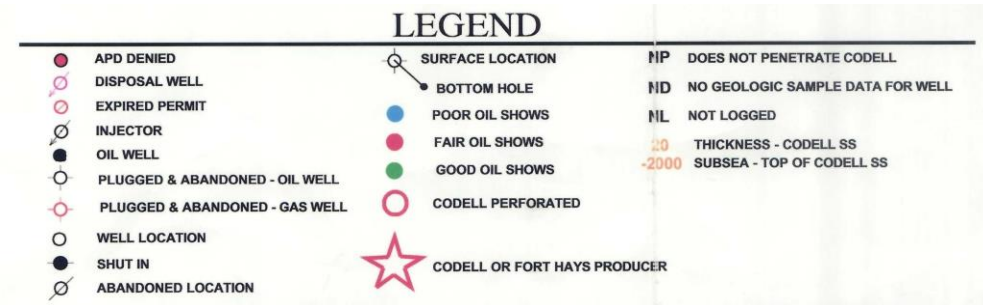 LEGEND
APD DENIED
DISPOSAL WELL
EXPIRED PERMIT
INJECTOR
OIL WELL
PLUGGED & ABANDONED - OIL WELL
PLUGGED & ABANDONED - GAS WELL
WELL LOCATION
SHUT IN
ABANDONED LOCATION
SURFACE LOCATION
BOTTOM HOLE
POOR OIL SHOWS
FAIR OIL SHOWS
GOOD OIL SHOWS
CODELL PERFORATED
CODELL OR FORT HAYS PRODUCER
NP DOES NOT PENETRATE CODELL
ND NO GEOLOGIC SAMPLE DATA FOR WELL
NL NOT LOGGED
20 THICKNESS - CODELL SS
-2000 SUBSEA - TOP OF CODELL SS